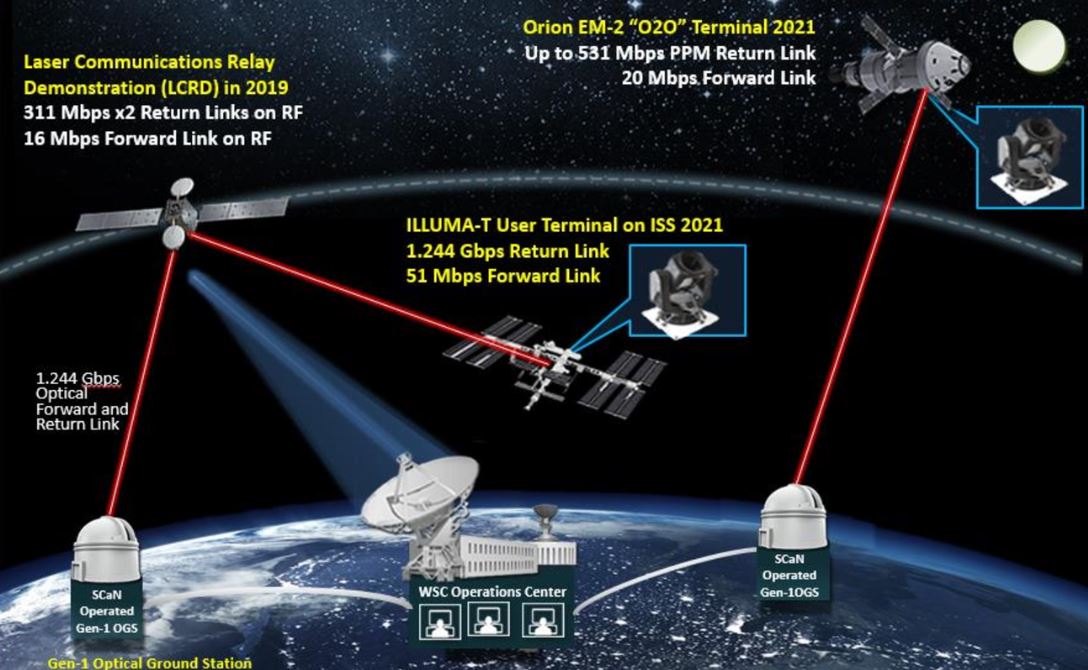 Laser Communications Relay
Demonstration (LCRD) in 2019
311 Mbps x2 Return Links on RF
16 Mbps Forward Link on RF
Orion EM-2 “O2O” Terminal 2021
Up to 531 Mbps PPM Return Link
20 Mbps Forward Link
ILLUMA-T User Terminal on ISS 2021
1.244 Gbps Return Link
51 Mbps Forward Link
1.244 Gbps
Optical
Forward and
Return Link
SCaN
Operated
Gen-1 OGS
WSC Operations Center
SCaN
Operated
Gen-1OGS
Gen-1 Optical Ground Station